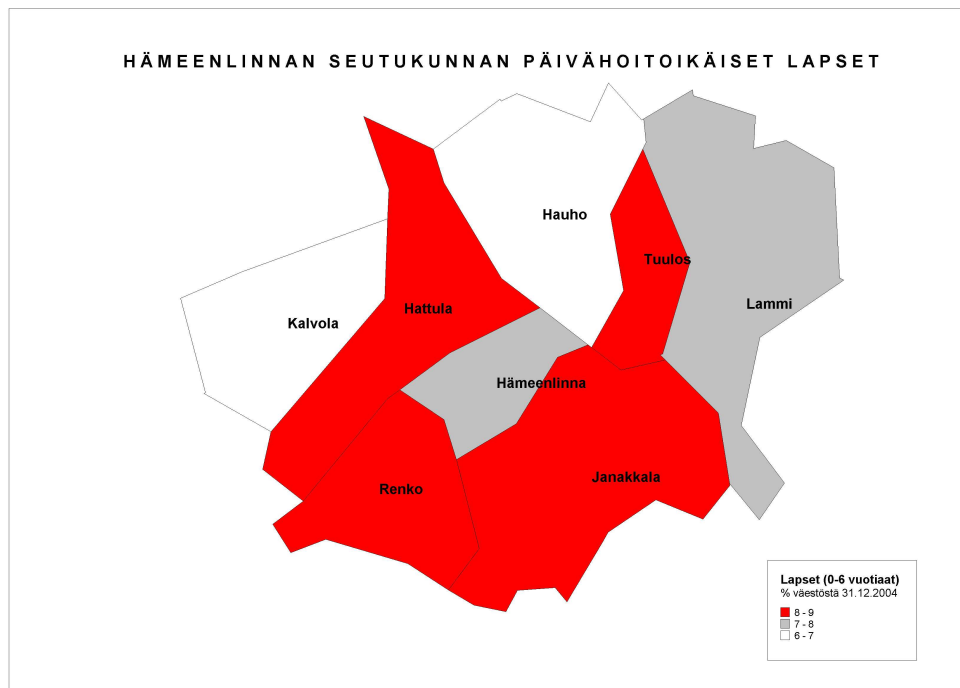 HÄMEENLINNAN SEUTUKUNNAN PÄIVÄHOITOIKÄISET LAPSET
Hauho
Tuulos
Lammi
Hattula
Kalvola
Hämeenlinna
Janakkala
Renko
Lapset (0-6 vuotiaat)
% väestöstä 31.12.2004
8 - 9
7 - 8
6 - 7